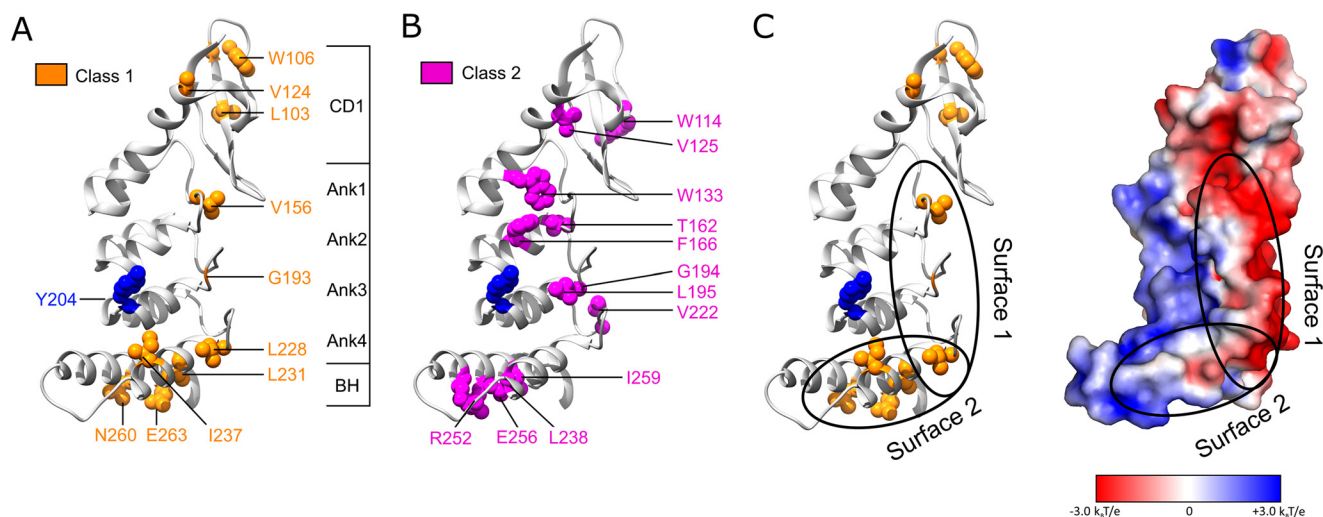 A
Class 1
W106
V124
L103
V156
G193
Y204
L228
L231
N260
E263
I237
CD1
Ank1
Ank2
Ank3
Ank4
BH
B
Class 2
W114
V125
W133
T162
F166
G194
L195
V222
I259
R252
E256
L238
C
Surface 1
Surface 2
Surface 1
Surface 2
-3.0 kBT/e
0
+3.0 kBT/e